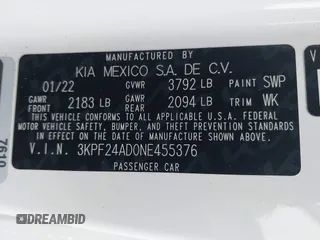 MANUFACTURED BY
KIA MEXICO S.A. DE C.V.
01/22 GVWR 3792 LB PAINT SWP
GAWR FRONT 2183 LB GAWR REAR 2094 LB TRIM WK
THIS VEHICLE CONFORMS TO ALL APPLICABLE
U.S.A. FEDERAL MOTOR VEHICLE SAFETY, BUMPER,
AND THEFT PREVENTION STANDARDS IN EFFECT
ON THE DATE OF MANUFACTURE SHOWN ABOVE.
V.I.N. 3KPF24AD0NE455376
PASSENGER CAR
7610
© DREAMBID
DREAMBID